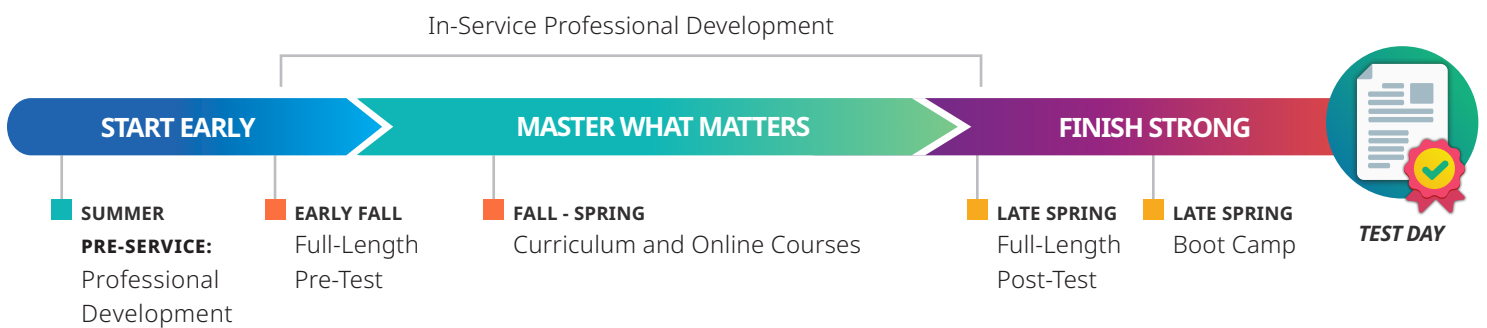 In-Service Professional Development
START EARLY
MASTER WHAT MATTERS
FINISH STRONG
SUMMER
PRE-SERVICE:
Professional
Development
EARLY FALL
Full-Length
Pre-Test
FALL - SPRING
Curriculum and Online Courses
LATE SPRING
Full-Length
Post-Test
LATE SPRING
Boot Camp
TEST DAY